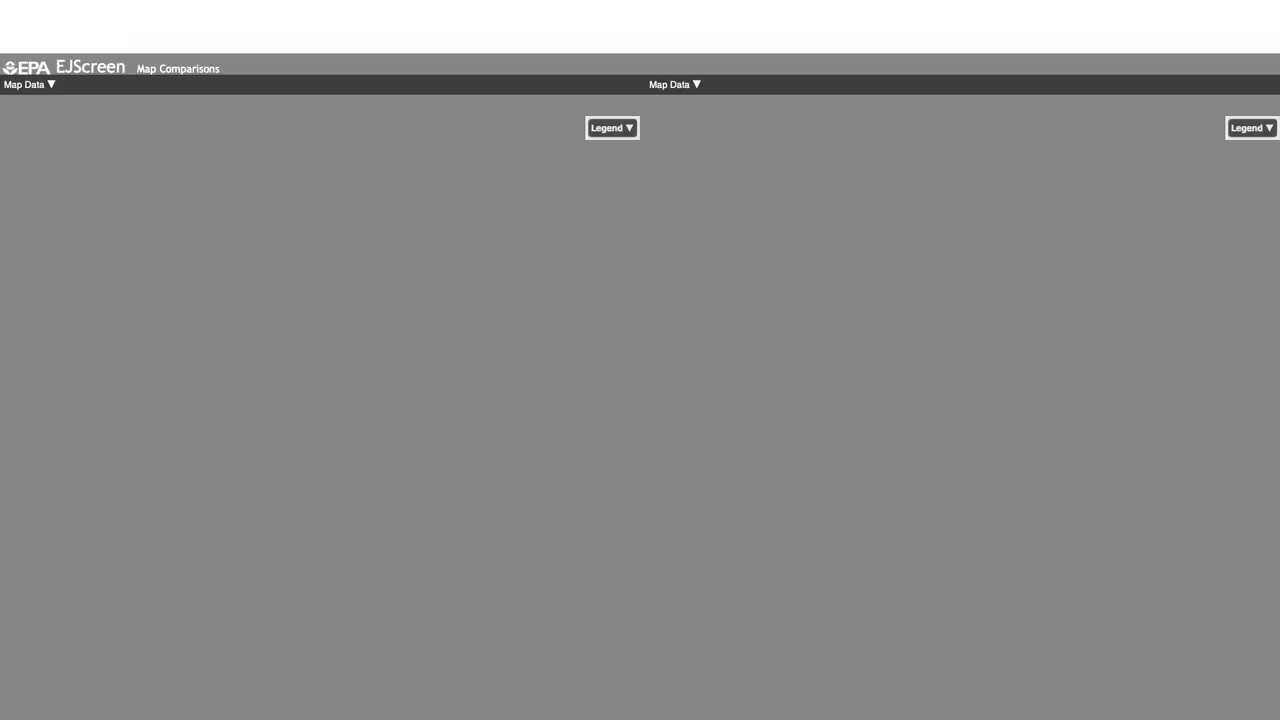 EPA EJScreen Map Comparisons
Map Data ▼ Map Data ▼
Legend ▼ Legend ▼